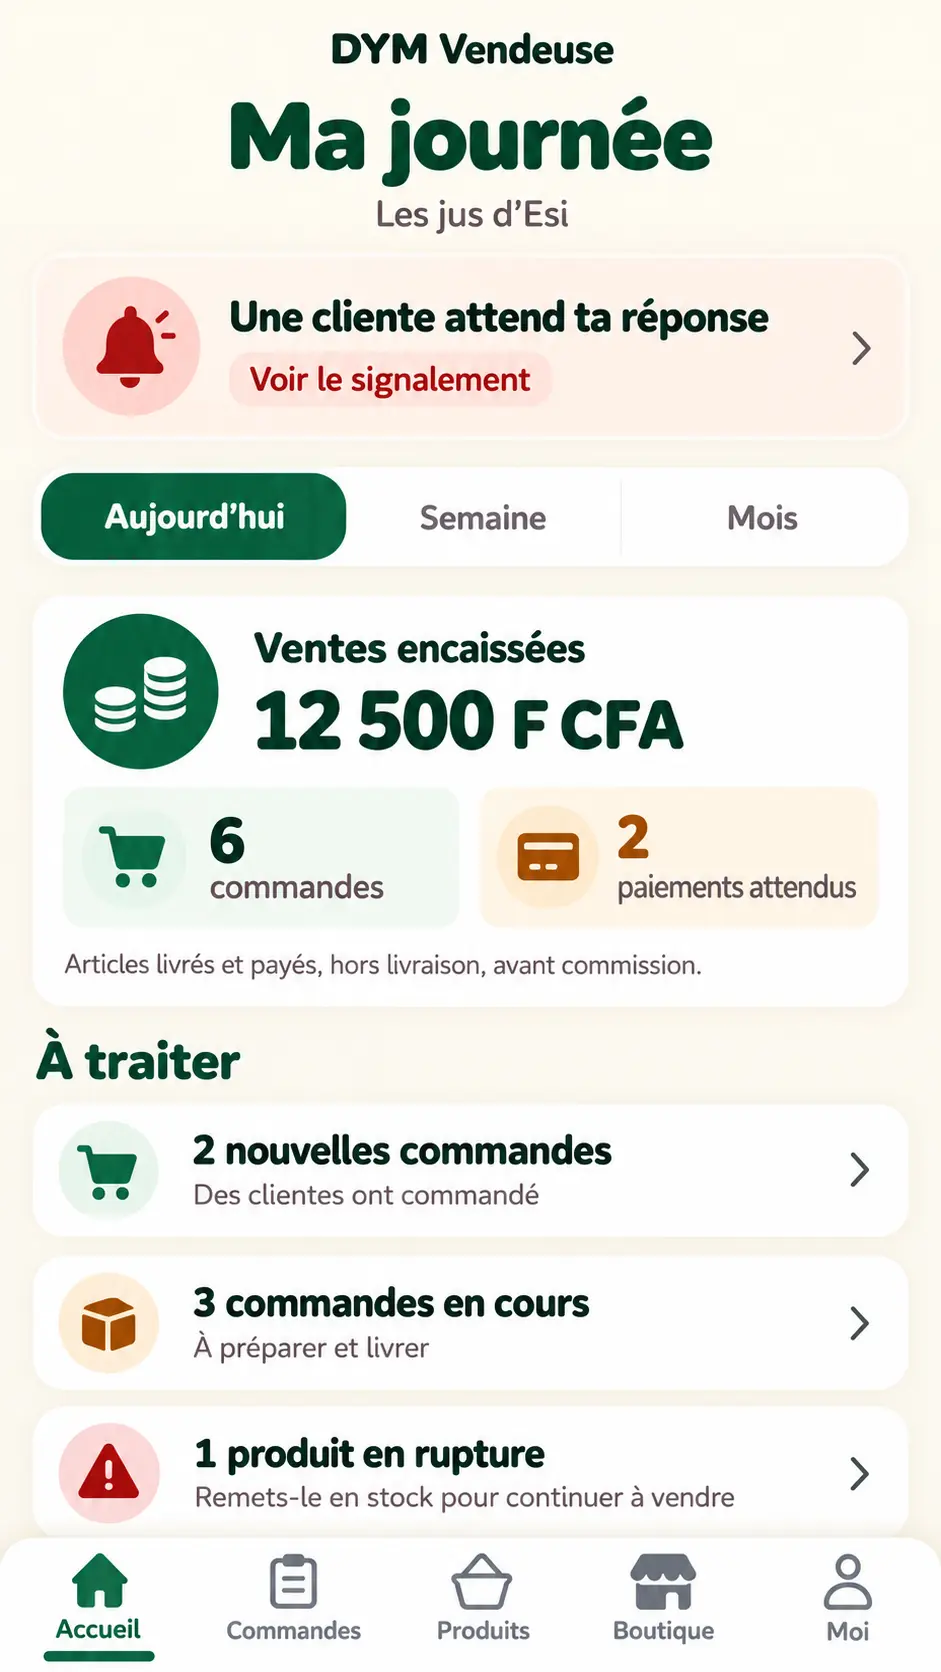 DYM Vendeuse
Ma journée
Les jus d’Esi
Une cliente attend ta réponse
Voir le signalement
Aujourd’hui
Semaine
Mois
Ventes encaissées
12 500 F CFA
6
commandes
2
paiements attendus
Articles livrés et payés, hors livraison, avant commission.
À traiter
2 nouvelles commandes
Des clientes ont commandé
3 commandes en cours
À préparer et livrer
1 produit en rupture
Remets-le en stock pour continuer à vendre
Accueil
Commandes
Produits
Boutique
Moi